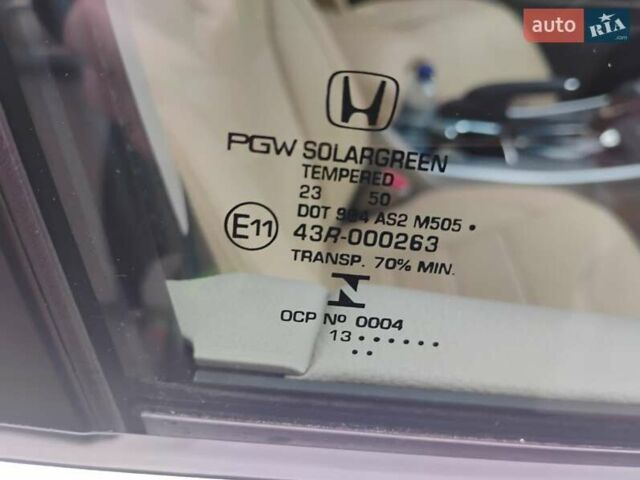 auto RIA .com
PGW SOLARGREEN
TEMPERED
23 50
DOT 984 AS2 M505 •
E11 43R-000263
TRANSP. 70% MIN.
OCP Nº 0004
13 • • • • • •
• •